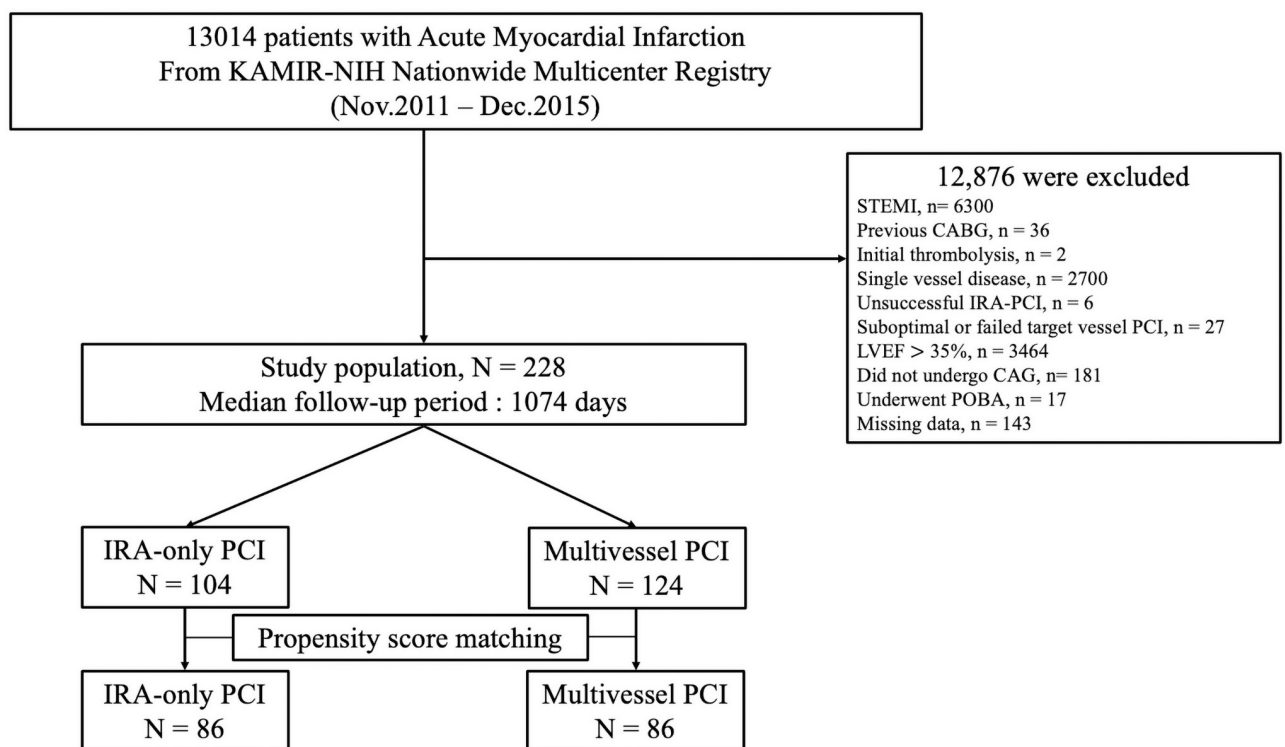 13014 patients with Acute Myocardial Infarction
From KAMIR-NIH Nationwide Multicenter Registry
(Nov.2011 – Dec.2015)
12,876 were excluded
STEMI, n= 6300
Previous CABG, n = 36
Initial thrombolysis, n = 2
Single vessel disease, n = 2700
Unsuccessful IRA-PCI, n = 6
Suboptimal or failed target vessel PCI, n = 27
LVEF > 35%, n = 3464
Did not undergo CAG, n= 181
Underwent POBA, n = 17
Missing data, n = 143
Study population, N = 228
Median follow-up period : 1074 days
IRA-only PCI
N = 104
Multivessel PCI
N = 124
Propensity score matching
IRA-only PCI
N = 86
Multivessel PCI
N = 86